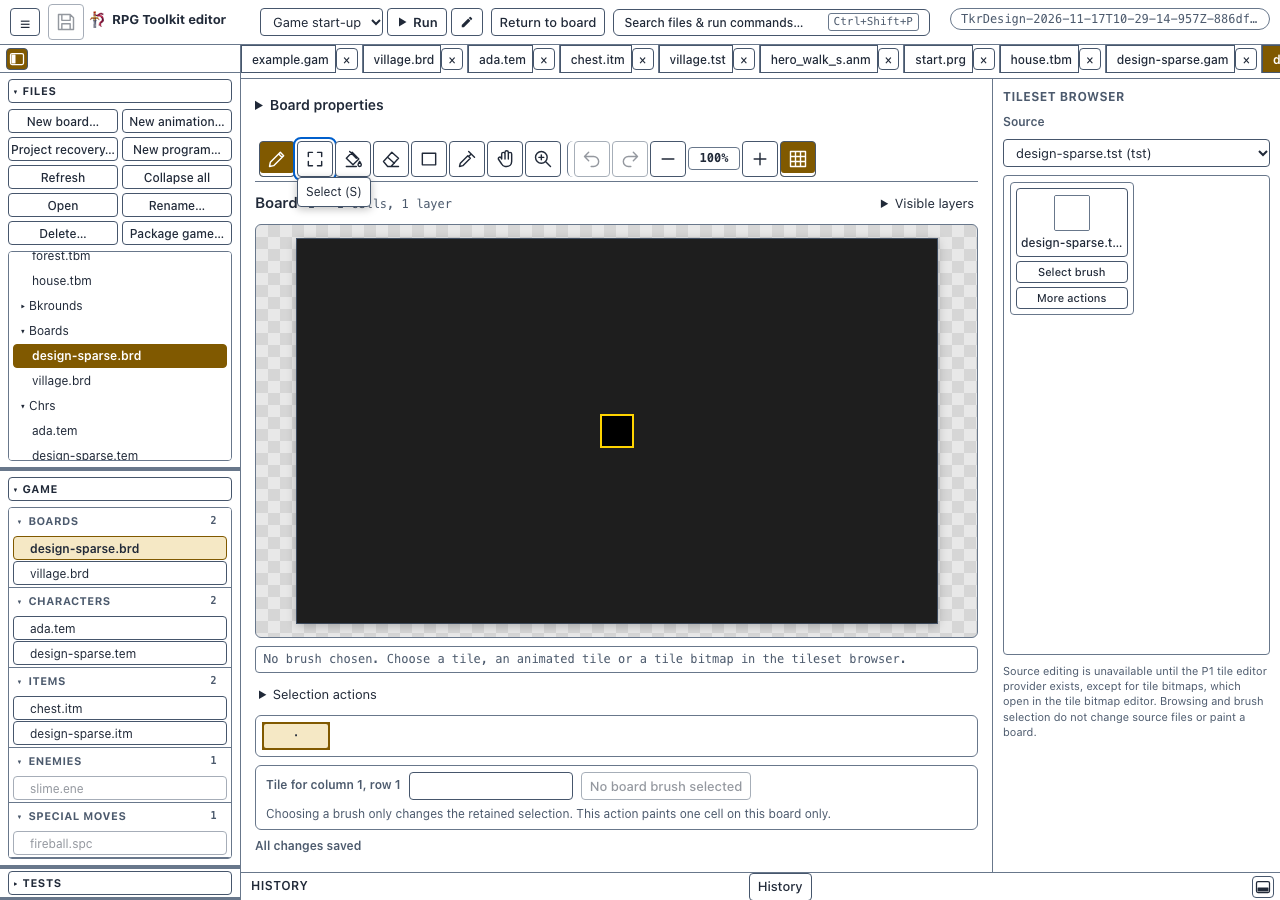 RPG Toolkit editor
Game start-up
Run
Return to board
Search files & run commands...
Ctrl+Shift+P
TkrDesign-2026-11-17T10-29-14-957Z-886df…
example.gam ×
village.brd ×
ada.tem ×
chest.itm ×
village.tst ×
hero_walk_s.anm ×
start.prg ×
house.tbm ×
design-sparse.gam ×
FILES
New board...
New animation...
Project recovery...
New program...
Refresh
Collapse all
Open
Rename...
Delete...
Package game...
forest.tbm
house.tbm
Bkrounds
Boards
design-sparse.brd
village.brd
Chrs
ada.tem
design-sparse.tem
GAME
BOARDS 2
design-sparse.brd
village.brd
CHARACTERS 2
ada.tem
design-sparse.tem
ITEMS 2
chest.itm
design-sparse.itm
ENEMIES 1
slime.ene
SPECIAL MOVES 1
fireball.spc
TESTS
Board properties
100%
Select (S)
Board
, 1 layer
Visible layers
No brush chosen. Choose a tile, an animated tile or a tile bitmap in the tileset browser.
Selection actions
Tile for column 1, row 1
No board brush selected
Choosing a brush only changes the retained selection. This action paints one cell on this board only.
All changes saved
HISTORY
History
TILESET BROWSER
Source
design-sparse.tst (tst)
design-sparse.t...
Select brush
More actions
Source editing is unavailable until the P1 tile editor
provider exists, except for tile bitmaps, which
open in the tile bitmap editor. Browsing and brush
selection do not change source files or paint a
board.